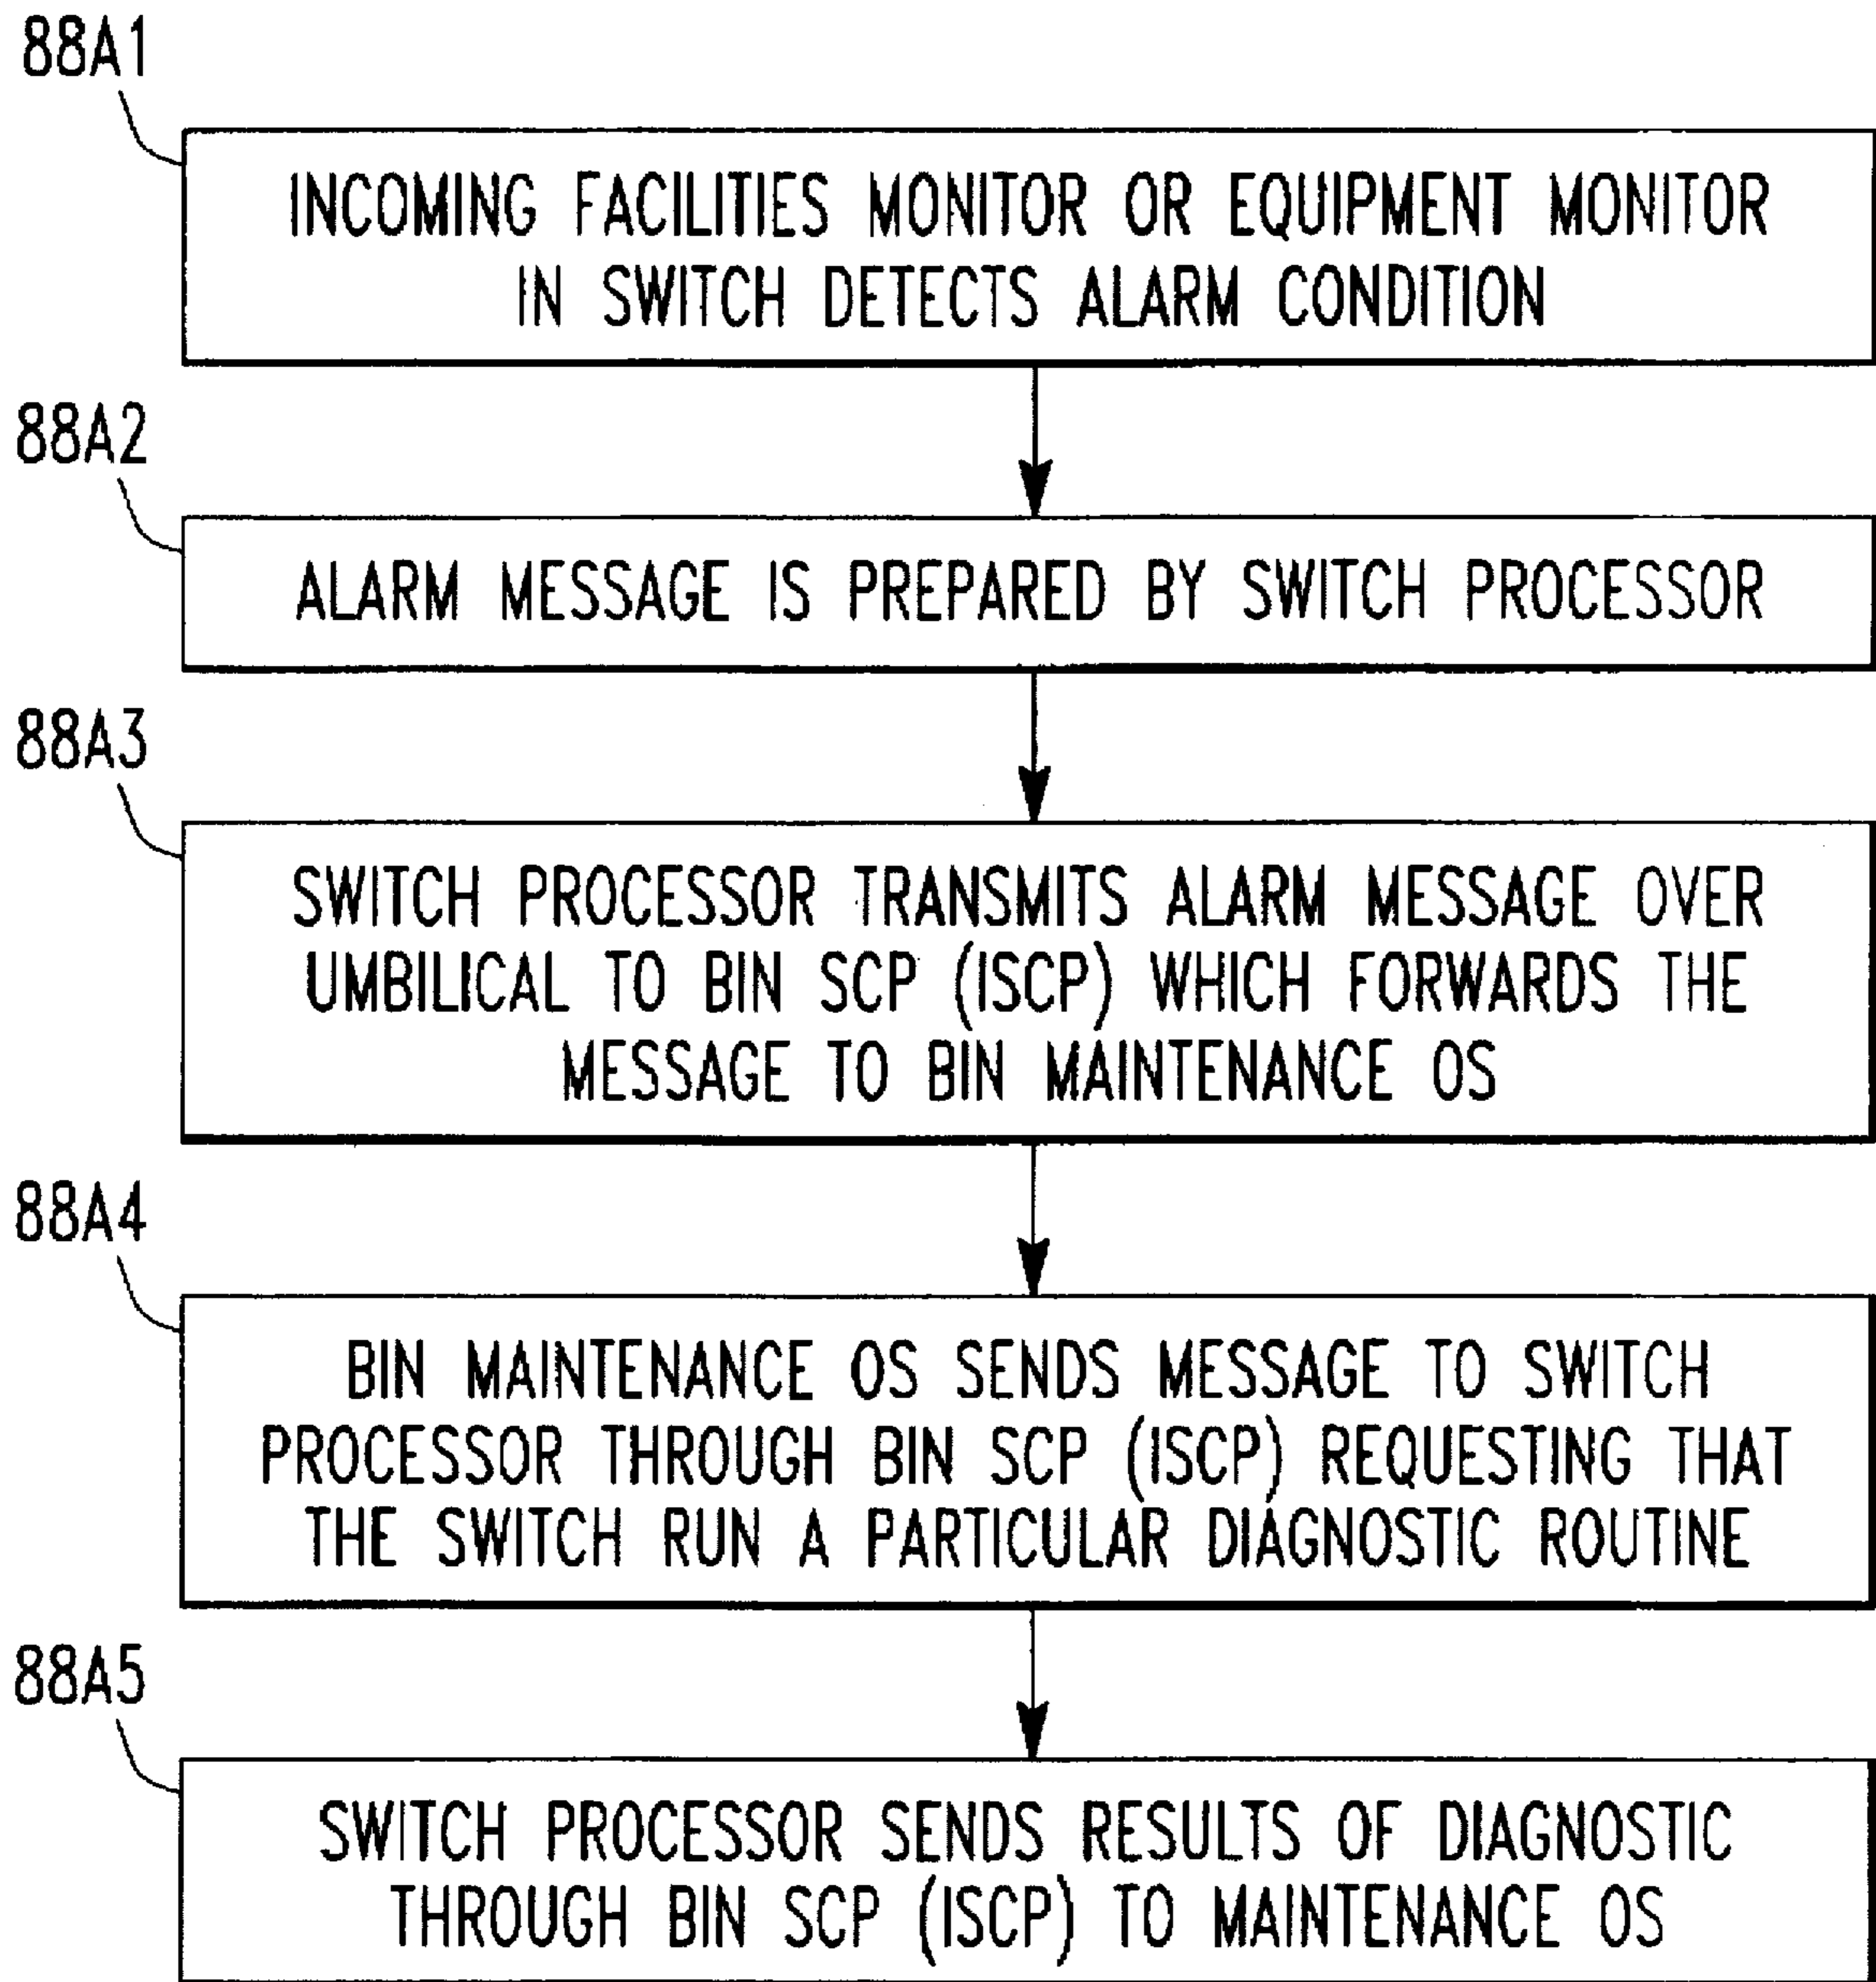 88A1
INCOMING FACILITIES MONITOR OR EQUIPMENT MONITOR
IN SWITCH DETECTS ALARM CONDITION
88A2
ALARM MESSAGE IS PREPARED BY SWITCH PROCESSOR
88A3
SWITCH PROCESSOR TRANSMITS ALARM MESSAGE OVER
UMBILICAL TO BIN SCP (ISCP) WHICH FORWARDS THE
MESSAGE TO BIN MAINTENANCE OS
88A4
BIN MAINTENANCE OS SENDS MESSAGE TO SWITCH
PROCESSOR THROUGH BIN SCP (ISCP) REQUESTING THAT
THE SWITCH RUN A PARTICULAR DIAGNOSTIC ROUTINE
88A5
SWITCH PROCESSOR SENDS RESULTS OF DIAGNOSTIC
THROUGH BIN SCP (ISCP) TO MAINTENANCE OS